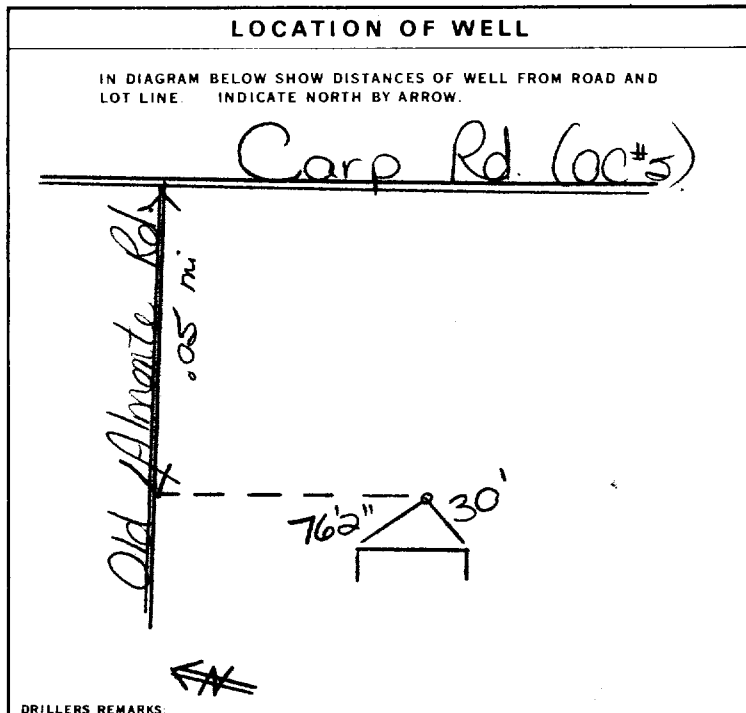 LOCATION OF WELL
IN DIAGRAM BELOW SHOW DISTANCES OF WELL FROM ROAD AND
LOT LINE. INDICATE NORTH BY ARROW.
Carp Rd. (OC#5)
Old Almonte Rd
.05 mi
76'2"
30'
N
DRILLERS REMARKS: